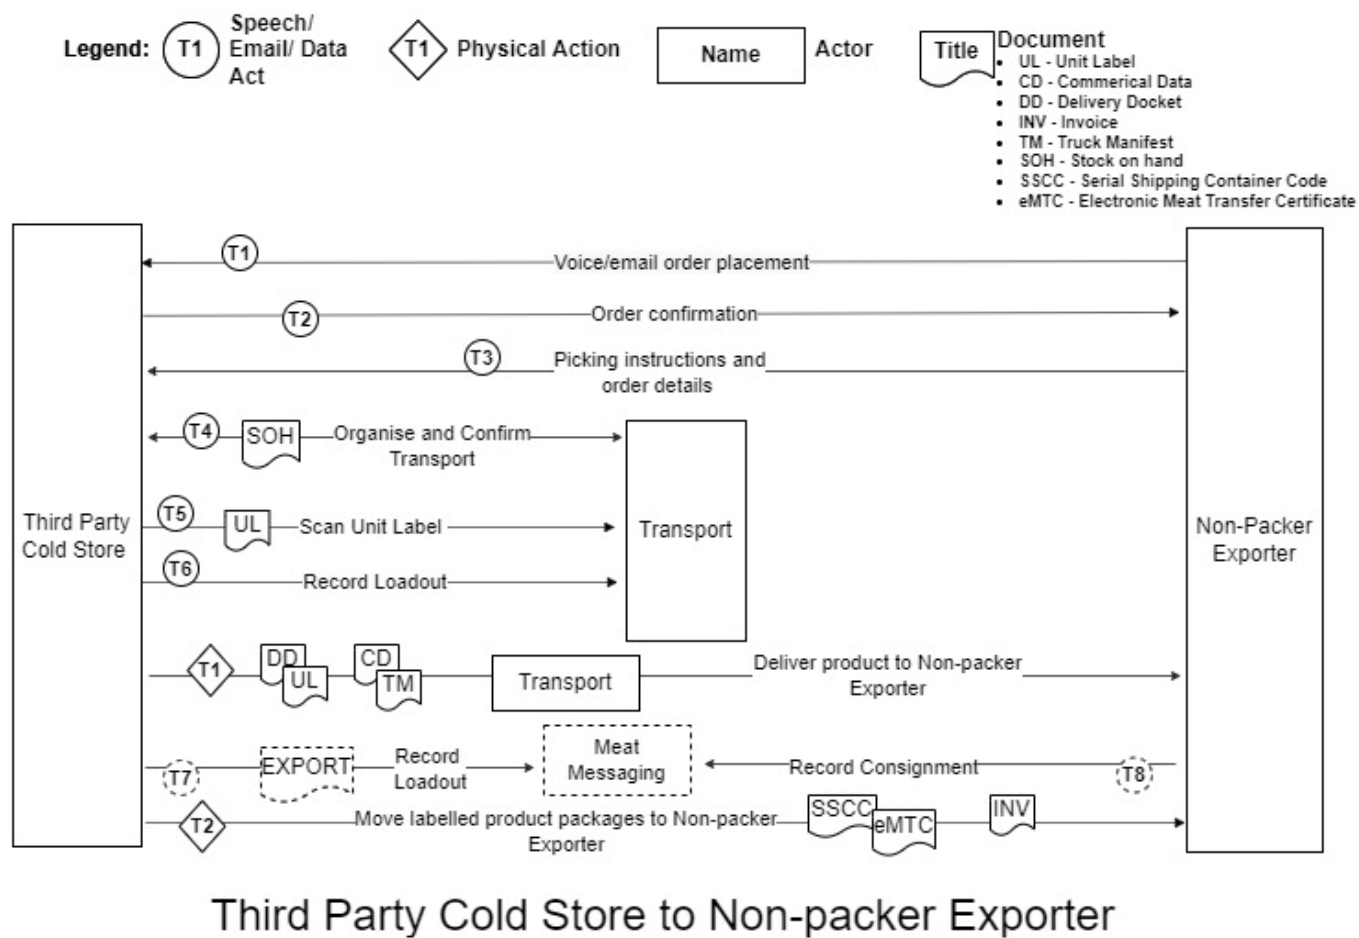 Legend:
T1
Speech/
Email/ Data
Act
T1
Physical Action
Name
Actor
Title
Document
UL - Unit Label
CD - Commerical Data
DD - Delivery Docket
INV - Invoice
TM - Truck Manifest
SOH - Stock on hand
SSCC - Serial Shipping Container Code
eMTC - Electronic Meat Transfer Certificate
Third Party
Cold Store
Non-Packer
Exporter
T1
Voice/email order placement
T2
Order confirmation
T3
Picking instructions and
order details
T4
SOH
Organise and Confirm
Transport
Transport
T5
UL
Scan Unit Label
T6
Record Loadout
T1
DD
UL
CD
TM
Transport
Deliver product to Non-packer
Exporter
T7
EXPORT
Record
Loadout
Meat
Messaging
Record Consignment
T8
T2
Move labelled product packages to Non-packer
Exporter
SSCC
eMTC
INV
Third Party Cold Store to Non-packer Exporter